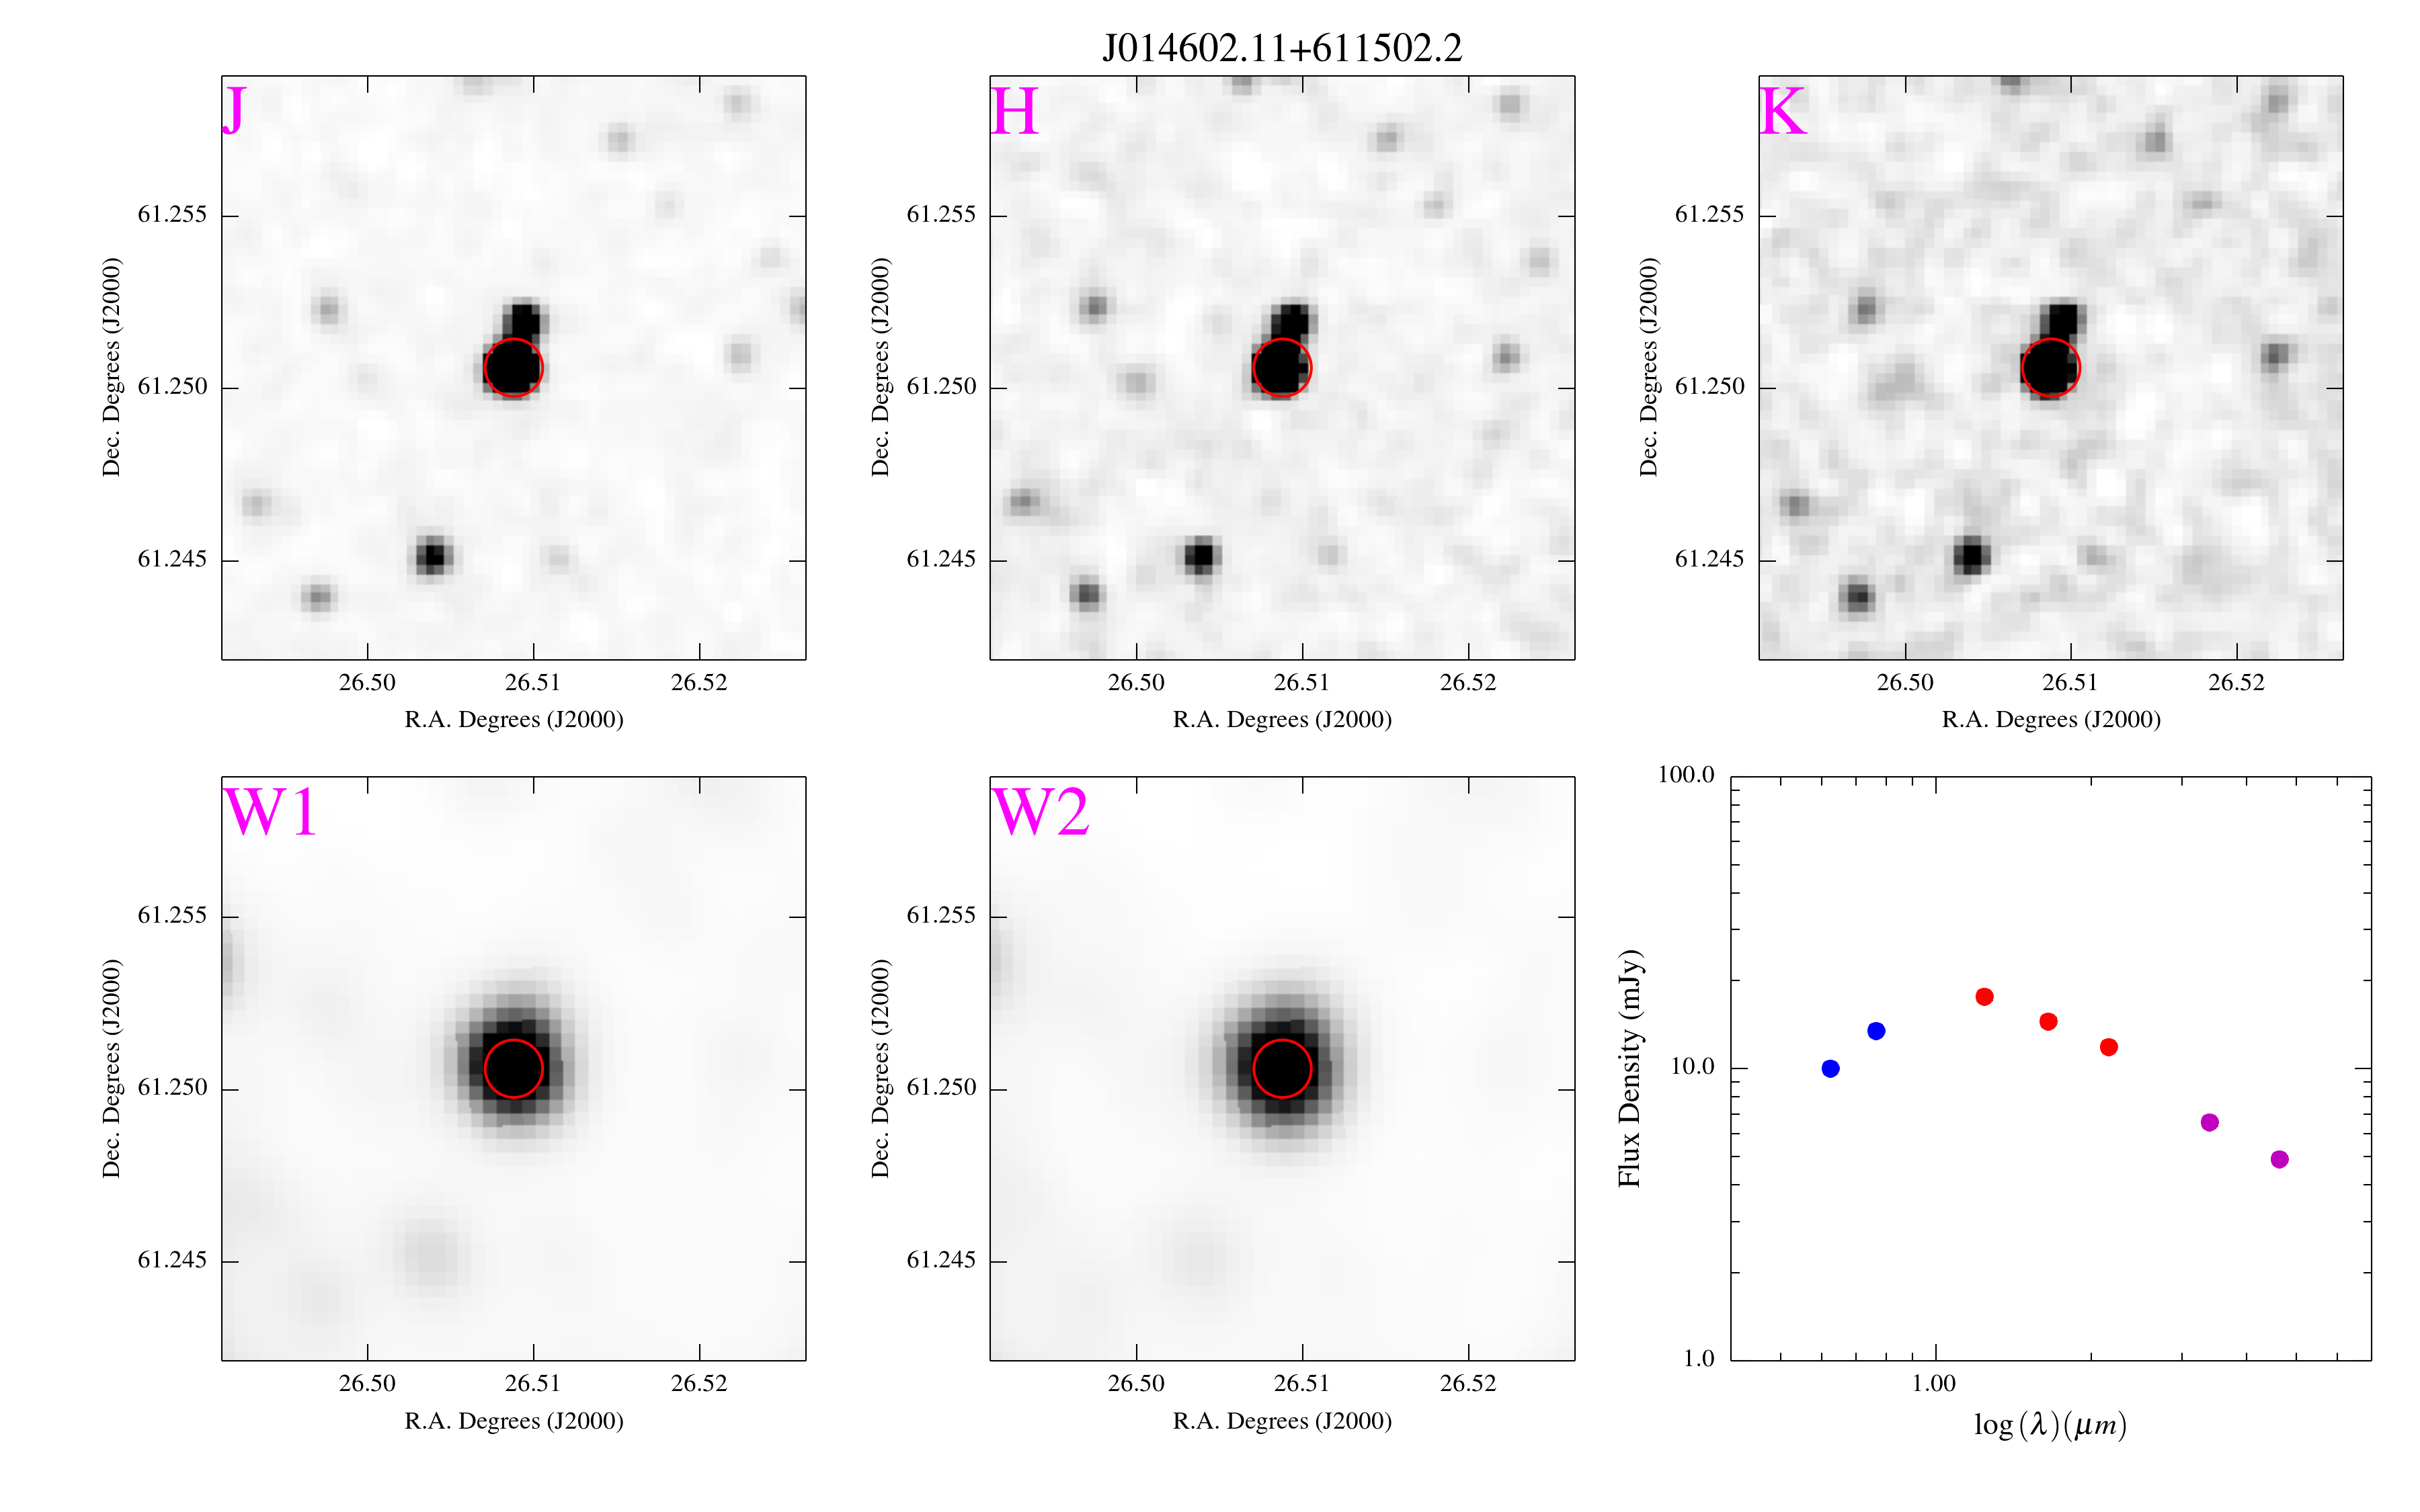 J014602.11+611502.2
J
H
K
61.255
61.250
61.245
Dec. Degrees (J2000)
26.50
26.51
26.52
R.A. Degrees (J2000)
61.255
61.250
61.245
Dec. Degrees (J2000)
26.50
26.51
26.52
R.A. Degrees (J2000)
61.255
61.250
61.245
Dec. Degrees (J2000)
26.50
26.51
26.52
R.A. Degrees (J2000)
W1
W2
61.255
61.250
61.245
Dec. Degrees (J2000)
26.50
26.51
26.52
R.A. Degrees (J2000)
61.255
61.250
61.245
Dec. Degrees (J2000)
26.50
26.51
26.52
R.A. Degrees (J2000)
100.0
10.0
1.0
Flux Density (mJy)
1.00
log (λ)(μm)